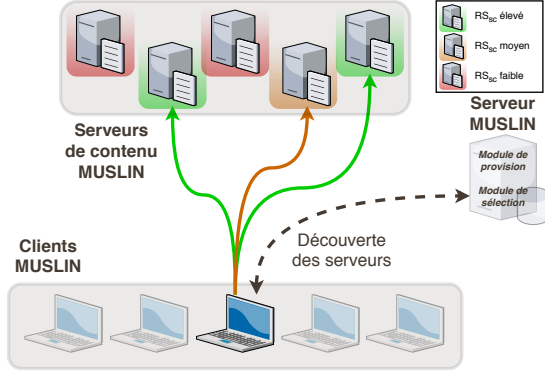 RSsc élevé
RSsc moyen
RSsc faible
Serveurs
de contenu
MUSLIN
Serveur
MUSLIN
Module de
provision
Module de
sélection
Clients
MUSLIN
Découverte
des serveurs